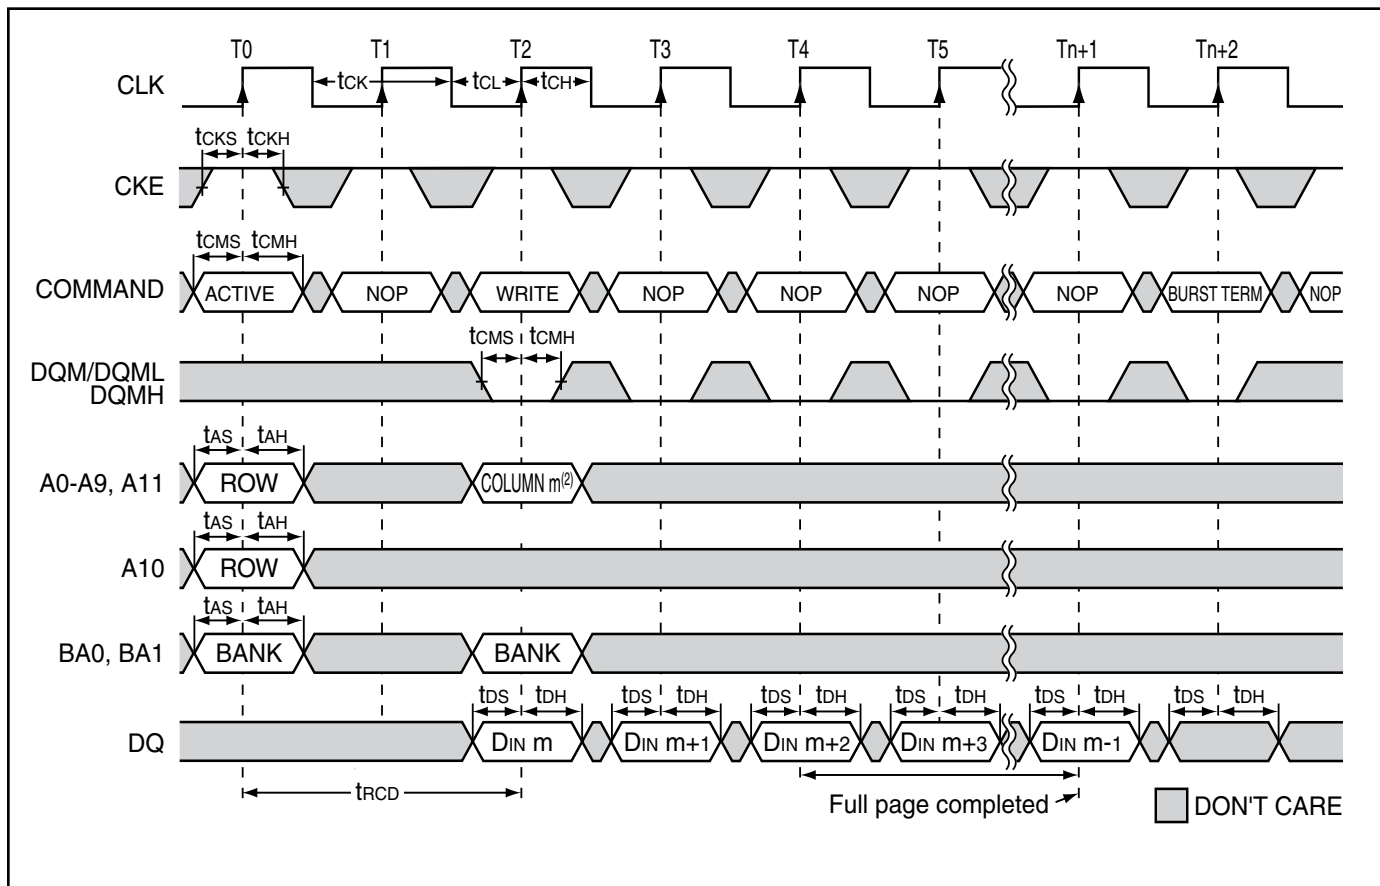 T0 T1 T2 T3 T4 T5 Tn+1 Tn+2
CLK tCK tCL tCH
tCKS tCKH
CKE
tCMS tCMH
COMMAND ACTIVE NOP WRITE NOP NOP NOP NOP BURST TERM NOP
tCMS tCMH
DQM/DQML
DQMH
tAS tAH
A0-A9, A11 ROW COLUMN m(2)
tAS tAH
A10 ROW
tAS tAH
BA0, BA1 BANK BANK
tDS tDH tDS tDH tDS tDH tDS tDH tDS tDH tDS tDH
DQ DIN m DIN m+1 DIN m+2 DIN m+3 DIN m-1
tRCD
Full page completed
DON'T CARE